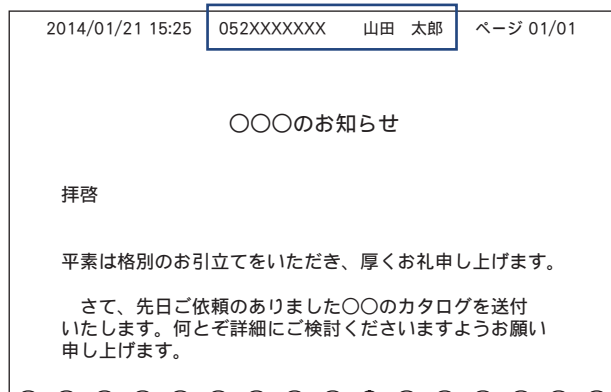 2014/01/21 15:25 052XXXXXXX 山田 太郎 ページ 01/01
○○○のお知らせ
拝啓
平素は格別のお引立てをいただき、厚くお礼申し上げます。
さて、先日ご依頼のありました○○のカタログを送付
いたします。何とぞ詳細にご検討くださいますようお願い
申し上げます。